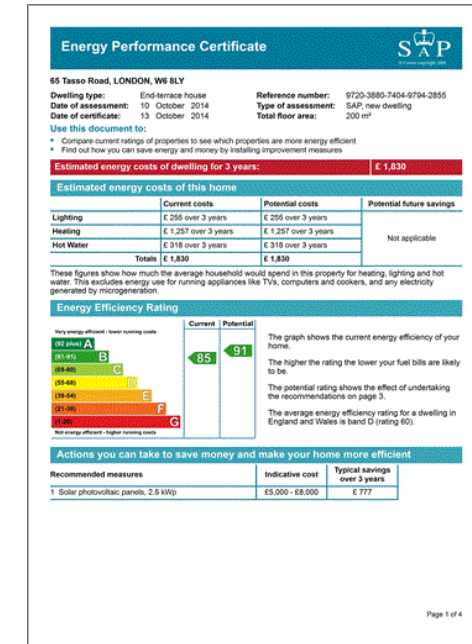 Energy Performance Certificate
SAP
© Crown copyright 2009
65 Tasso Road, LONDON, W6 8LY
Dwelling type: End-terrace house Reference number: 9720-3880-7404-9794-2855
Date of assessment: 10 October 2014 Type of assessment: SAP, new dwelling
Date of certificate: 13 October 2014 Total floor area: 200 m²
Use this document to:
• Compare current ratings of properties to see which properties are more energy efficient
• Find out how you can save energy and money by installing improvement measures
Estimated energy costs of dwelling for 3 years: £ 1,830
Estimated energy costs of this home
Current costs Potential costs Potential future savings
Lighting £ 255 over 3 years £ 255 over 3 years
Heating £ 1,257 over 3 years £ 1,257 over 3 years
Not applicable
Hot Water £ 318 over 3 years £ 318 over 3 years
Totals £ 1,830 £ 1,830
These figures show how much the average household would spend in this property for heating, lighting and hot
water. This excludes energy use for running appliances like TVs, computers and cookers, and any electricity
generated by microgeneration.
Energy Efficiency Rating
Current Potential
Very energy efficient - lower running costs
(92 plus) A
(81-91) B
(69-80) C
(55-68) D
(39-54) E
(21-38) F
(1-20) G
Not energy efficient - higher running costs
85
91
The graph shows the current energy efficiency of your
home.
The higher the rating the lower your fuel bills are likely
to be.
The potential rating shows the effect of undertaking
the recommendations on page 3.
The average energy efficiency rating for a dwelling in
England and Wales is band D (rating 60).
Actions you can take to save money and make your home more efficient
Recommended measures Indicative cost Typical savings
over 3 years
1 Solar photovoltaic panels, 2.5 kWp £5,000 - £8,000 £ 777
Page 1 of 4